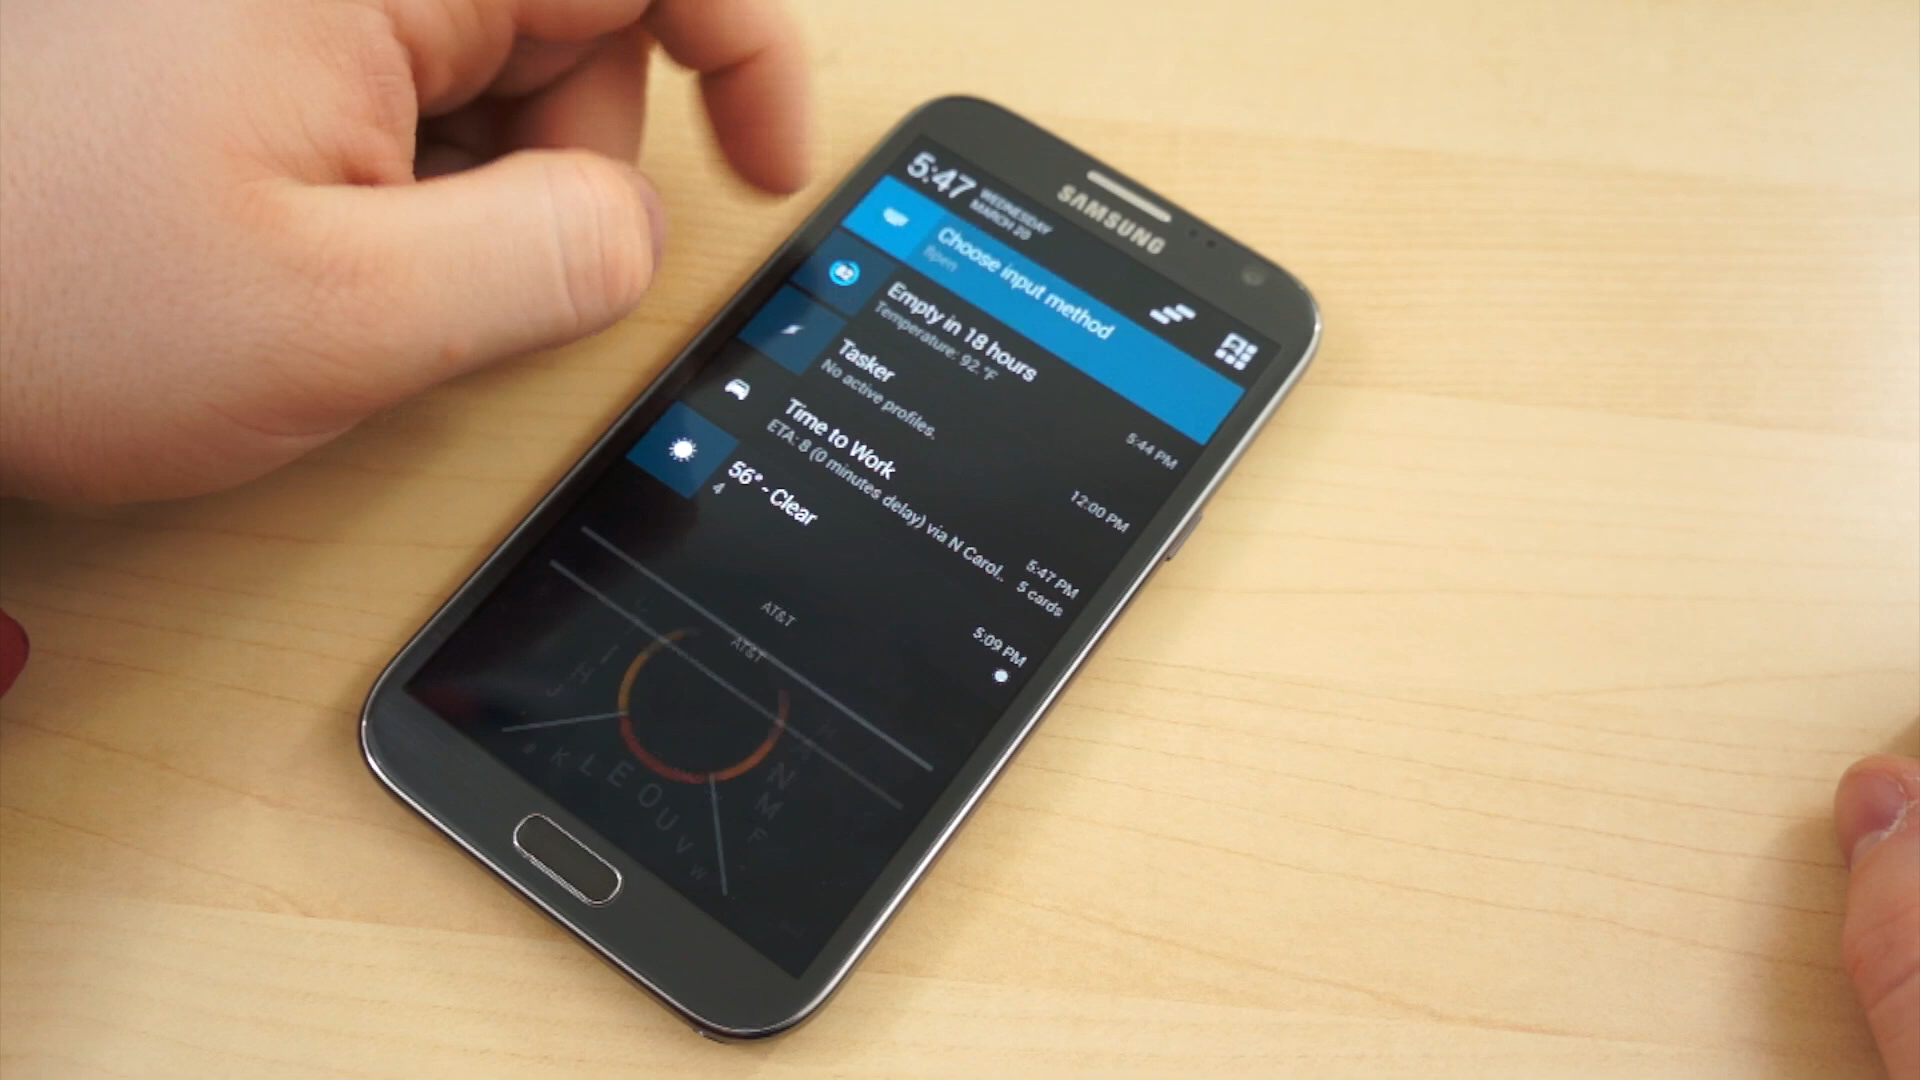 SAMSUNG
5:47 WEDNESDAY
MARCH 20
Choose input method
82
Empty in 18 hours
Temperature: 92. °F
5:44 PM
Tasker
No active profiles.
12:00 PM
Time to Work
ETA: 8 (0 minutes delay) via N Carol..
5:47 PM
5 cards
56° - Clear
4
5:09 PM
AT&T
AT&T
K L E O U V W
N M F